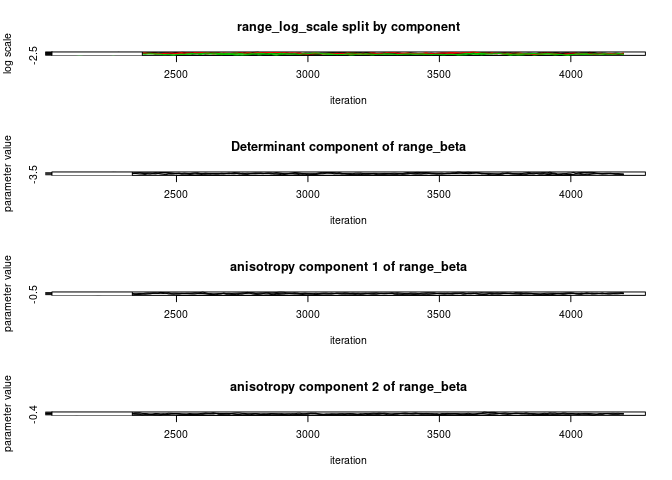 range_log_scale split by component
log scale
-2.5
2500 3000 3500 4000
iteration
Determinant component of range_beta
parameter value
-3.5
2500 3000 3500 4000
iteration
anisotropy component 1 of range_beta
parameter value
-0.5
2500 3000 3500 4000
iteration
anisotropy component 2 of range_beta
parameter value
-0.4
2500 3000 3500 4000
iteration